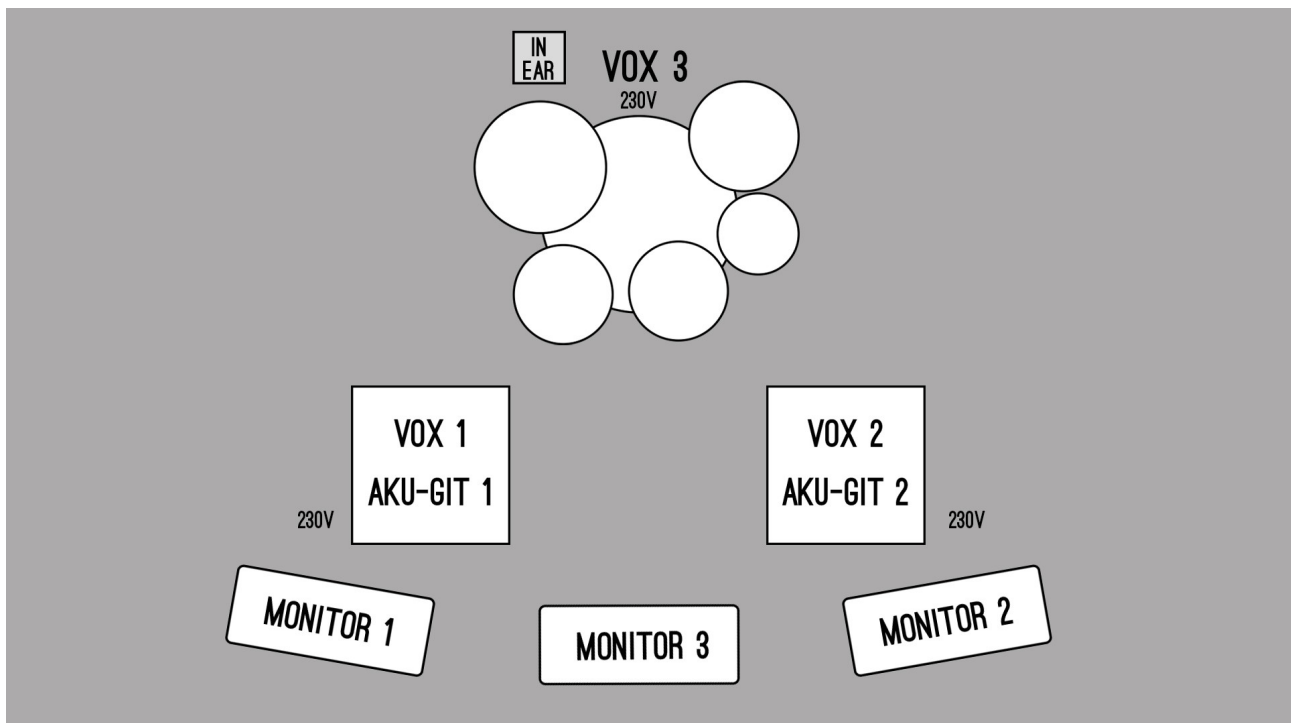 IN
EAR
VOX 3
230V
VOX 1
AKU-GIT 1
230V
VOX 2
AKU-GIT 2
230V
MONITOR 1
MONITOR 3
MONITOR 2